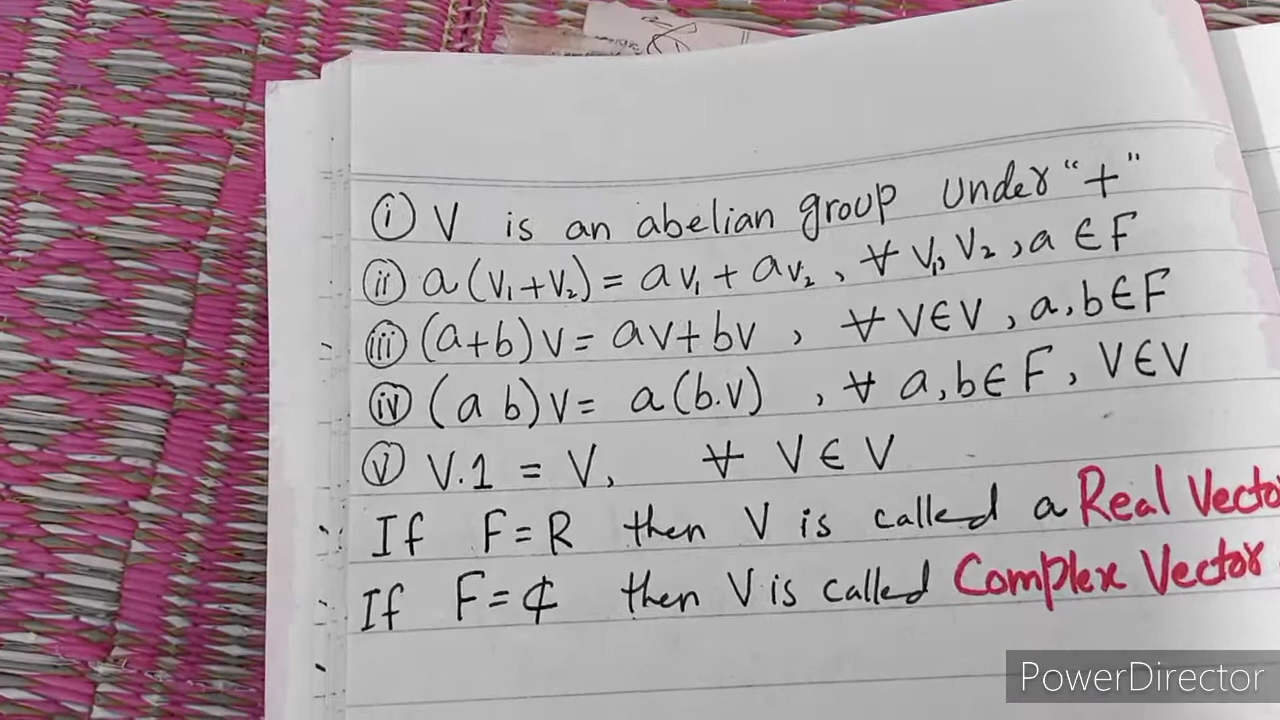 (i) V is an abelian group Under "+"
(ii) a(v₁+v₂) = av₁ + av₂ , ∀ v₁, v₂ , a ∈ F
(iii) (a+b)v = av+bv , ∀ v∈V , a,b∈F
(iv) (a b)v = a(b.v) , ∀ a,b∈F, v∈V
(v) v.1 = v, ∀ v∈V
If F=R then V is called a Real Vecto
If F=₵ then V is called Complex Vector
PowerDirector